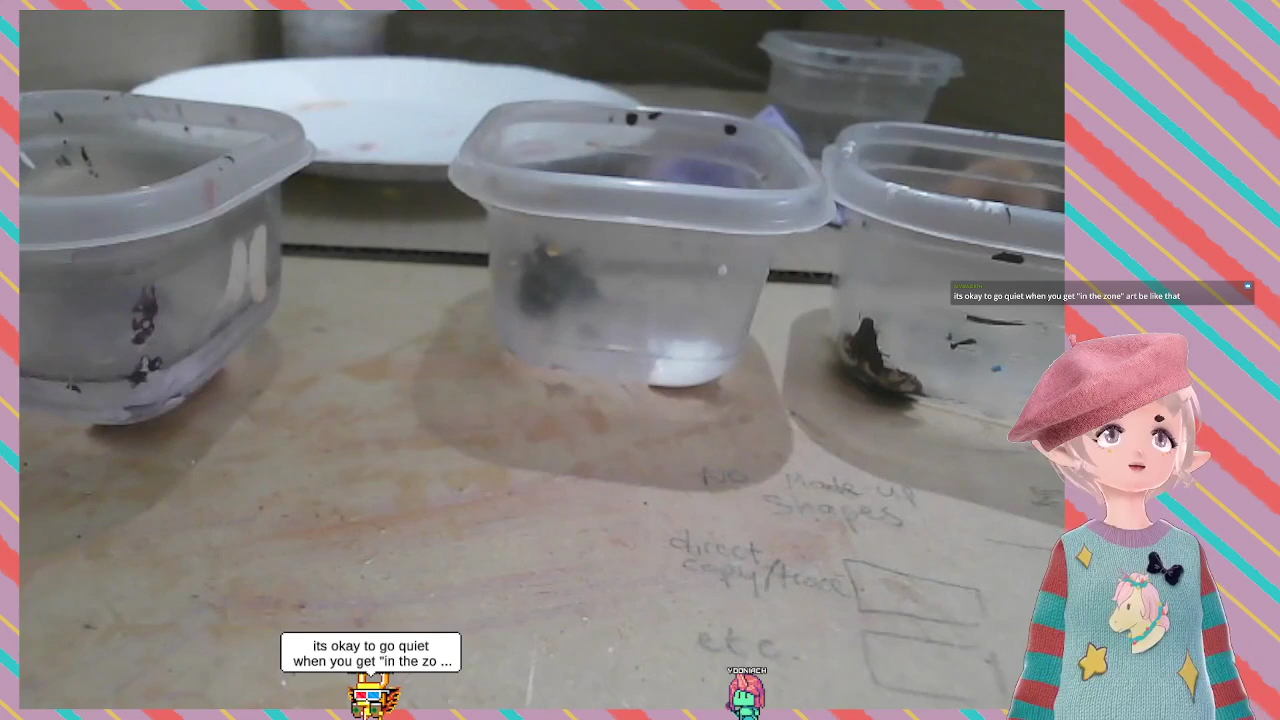 its okay to go quiet when you get "in the zone" art be like that
No Made-up
Shapes
direct
copy/trace
etc.
its okay to go quiet
when you get "in the zo ...
YOONIACH